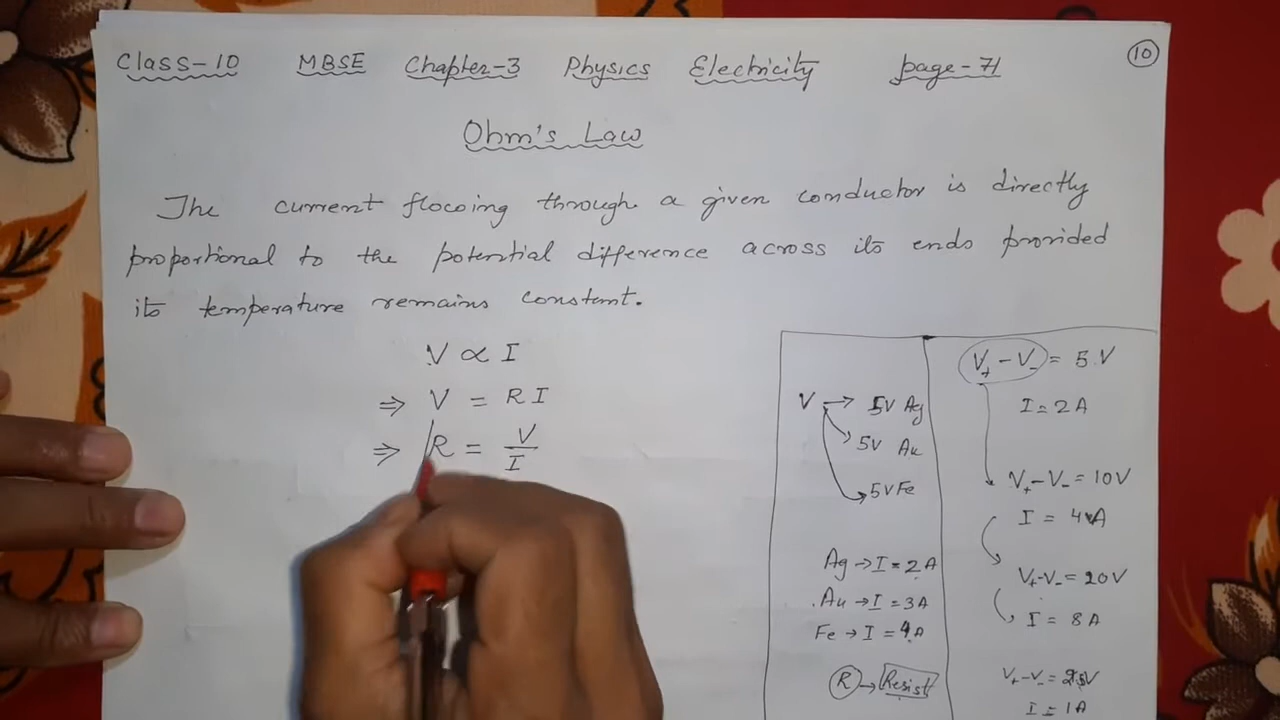 Class-10 MBSE Chapter-3 Physics Electricity page-71
10
Ohm's Law
The current flowing through a given conductor is directly
proportional to the potential difference across its ends provided
its temperature remains constant.
V ∝ I
⇒ V = RI
⇒ R = V/I
V → 5V Ag
5V Au
5V Fe
Ag → I = 2A
Au → I = 3A
Fe → I = 4A
R → Resist
V₊ - V₋ = 5V
I = 2A
V₊ - V₋ = 10V
I = 4A
V₊ - V₋ = 20V
I = 8A
V₊ - V₋ = 2.5V
I = 1A